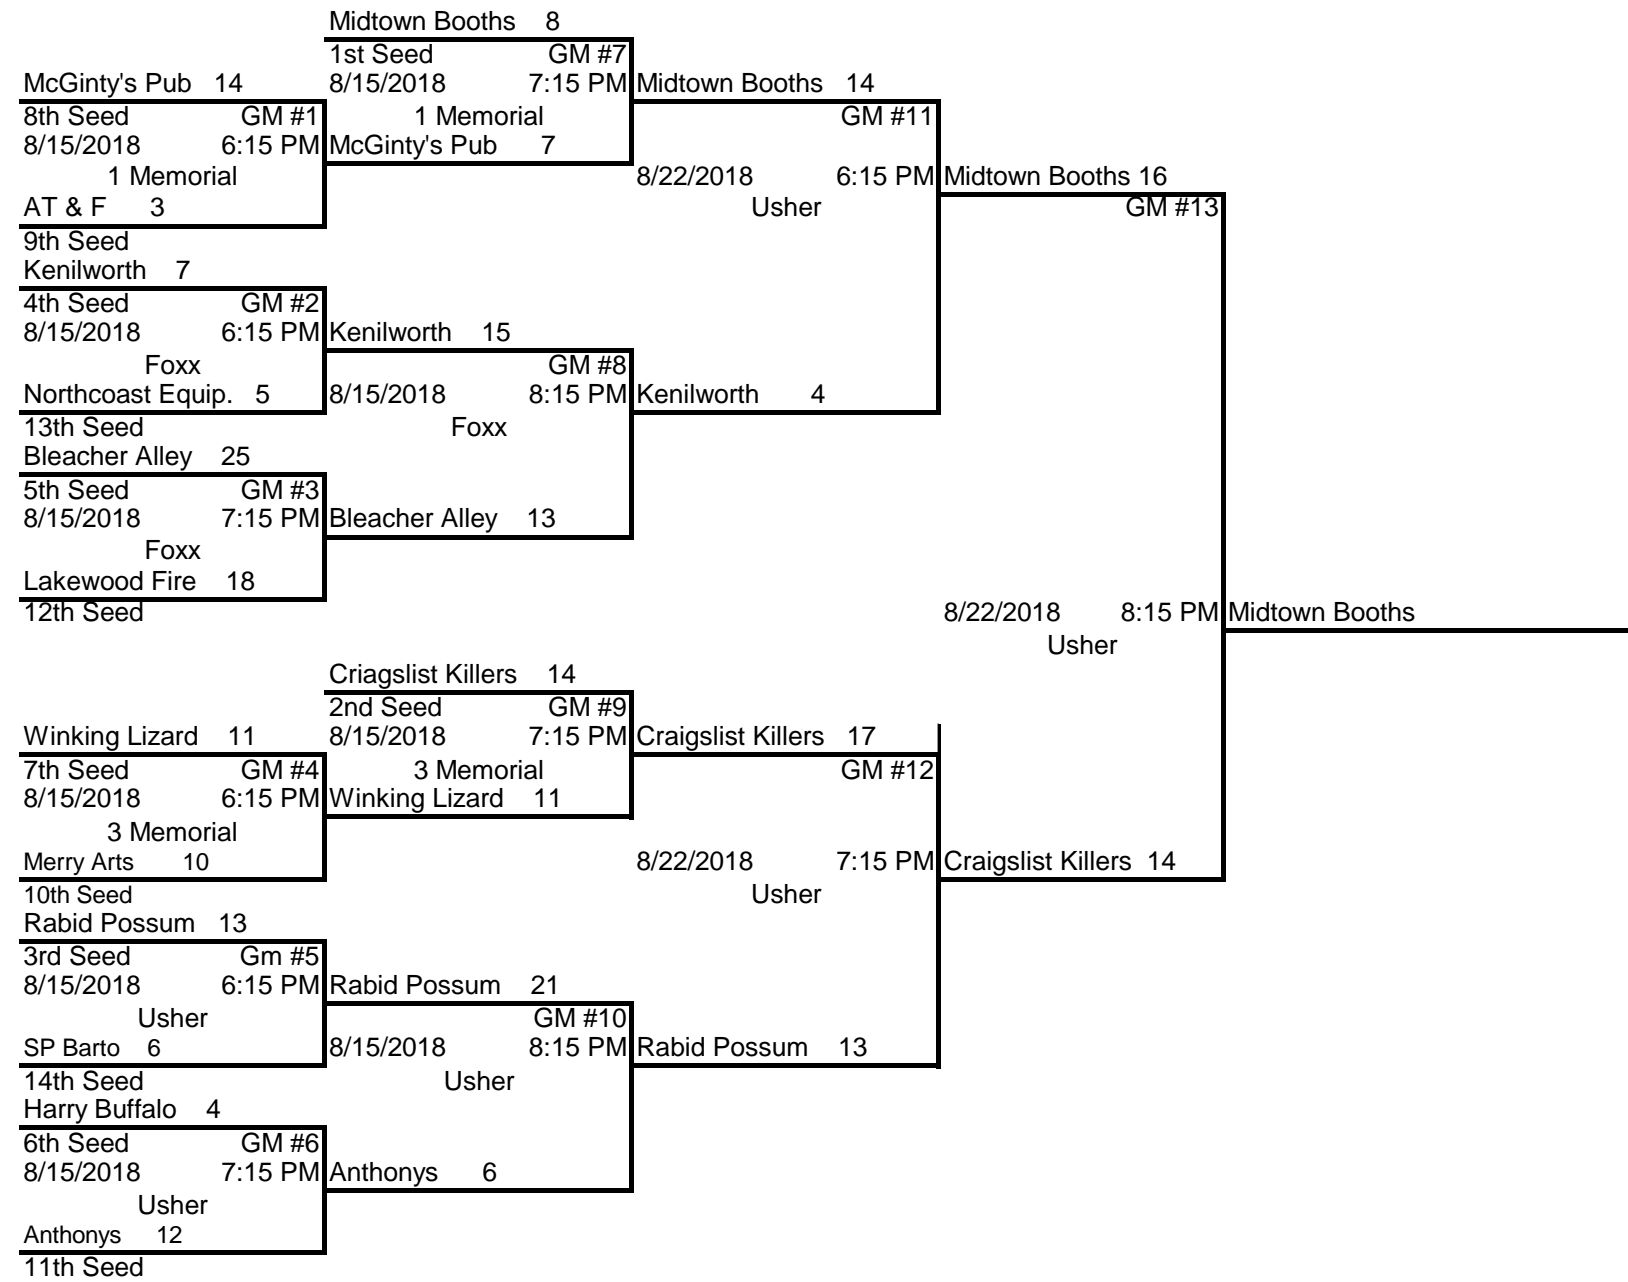 Midtown Booths 8
1st Seed GM #7
McGinty's Pub 14 8/15/2018 7:15 PM Midtown Booths 14
8th Seed GM #1 1 Memorial GM #11
8/15/2018 6:15 PM McGinty's Pub 7
1 Memorial 8/22/2018 6:15 PM Midtown Booths 16
AT & F 3 Usher GM #13
9th Seed
Kenilworth 7
4th Seed GM #2
8/15/2018 6:15 PM Kenilworth 15
Foxx GM #8
Northcoast Equip. 5 8/15/2018 8:15 PM Kenilworth 4
13th Seed Foxx
Bleacher Alley 25
5th Seed GM #3
8/15/2018 7:15 PM Bleacher Alley 13
Foxx
Lakewood Fire 18
12th Seed 8/22/2018 8:15 PM Midtown Booths
Usher
Criagslist Killers 14
2nd Seed GM #9
Winking Lizard 11 8/15/2018 7:15 PM Craigslist Killers 17
7th Seed GM #4 3 Memorial GM #12
8/15/2018 6:15 PM Winking Lizard 11
3 Memorial
Merry Arts 10 8/22/2018 7:15 PM Craigslist Killers 14
10th Seed Usher
Rabid Possum 13
3rd Seed Gm #5
8/15/2018 6:15 PM Rabid Possum 21
Usher GM #10
SP Barto 6 8/15/2018 8:15 PM Rabid Possum 13
14th Seed Usher
Harry Buffalo 4
6th Seed GM #6
8/15/2018 7:15 PM Anthonys 6
Usher
Anthonys 12
11th Seed